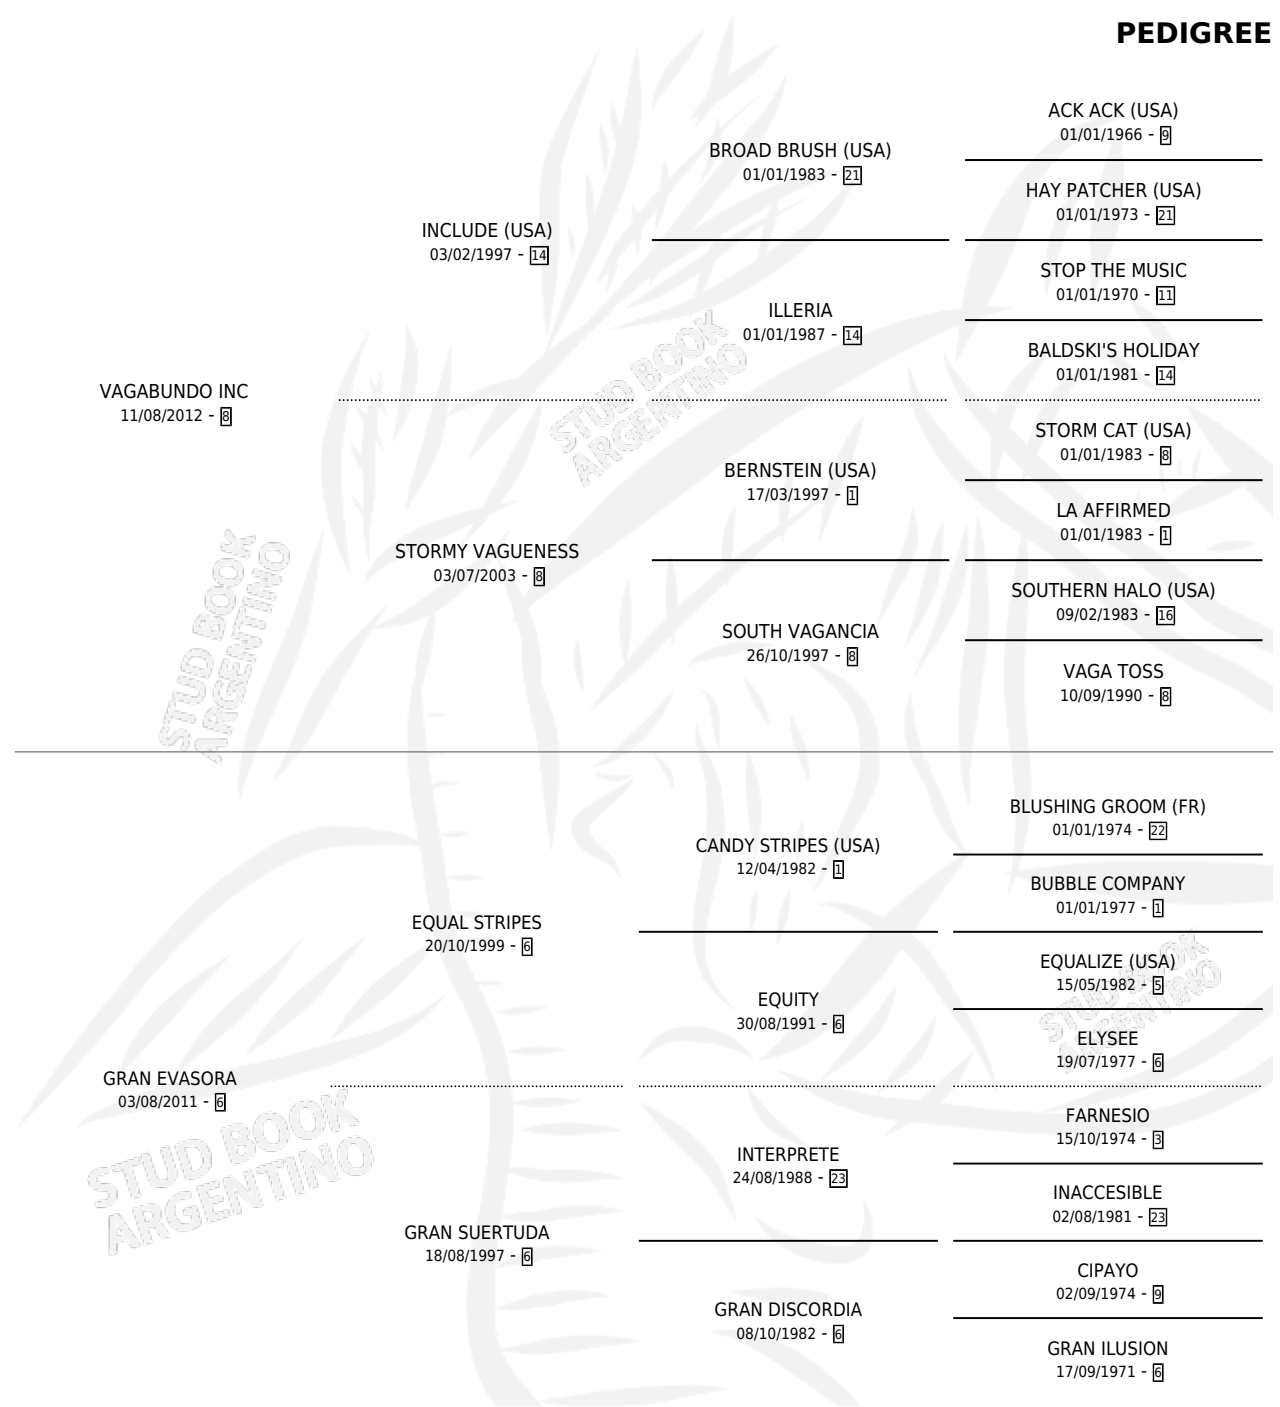 PEDIGREE
ACK ACK (USA)
01/01/1966 - 9
BROAD BRUSH (USA)
01/01/1983 - 21
HAY PATCHER (USA)
01/01/1973 - 21
INCLUDE (USA)
03/02/1997 - 14
STOP THE MUSIC
01/01/1970 - 11
ILLERIA
01/01/1987 - 14
BALDSKI'S HOLIDAY
01/01/1981 - 14
VAGABUNDO INC
11/08/2012 - 8
STORM CAT (USA)
01/01/1983 - 8
BERNSTEIN (USA)
17/03/1997 - 1
LA AFFIRMED
01/01/1983 - 1
STORMY VAGUENESS
03/07/2003 - 8
SOUTHERN HALO (USA)
09/02/1983 - 16
SOUTH VAGANCIA
26/10/1997 - 8
VAGA TOSS
10/09/1990 - 8
BLUSHING GROOM (FR)
01/01/1974 - 22
CANDY STRIPES (USA)
12/04/1982 - 1
BUBBLE COMPANY
01/01/1977 - 1
EQUAL STRIPES
20/10/1999 - 6
EQUALIZE (USA)
15/05/1982 - 5
EQUITY
30/08/1991 - 6
ELYSEE
19/07/1977 - 6
GRAN EVASORA
03/08/2011 - 6
FARNESIO
15/10/1974 - 3
INTERPRETE
24/08/1988 - 23
INACCESIBLE
02/08/1981 - 23
GRAN SUERTUDA
18/08/1997 - 6
CIPAYO
02/09/1974 - 9
GRAN DISCORDIA
08/10/1982 - 6
GRAN ILUSION
17/09/1971 - 6
STUD BOOK
ARGENTINO
STUD BOOK
ARGENTINO
STUD BOOK
ARGENTINO
STUD BOOK
ARGENTINO